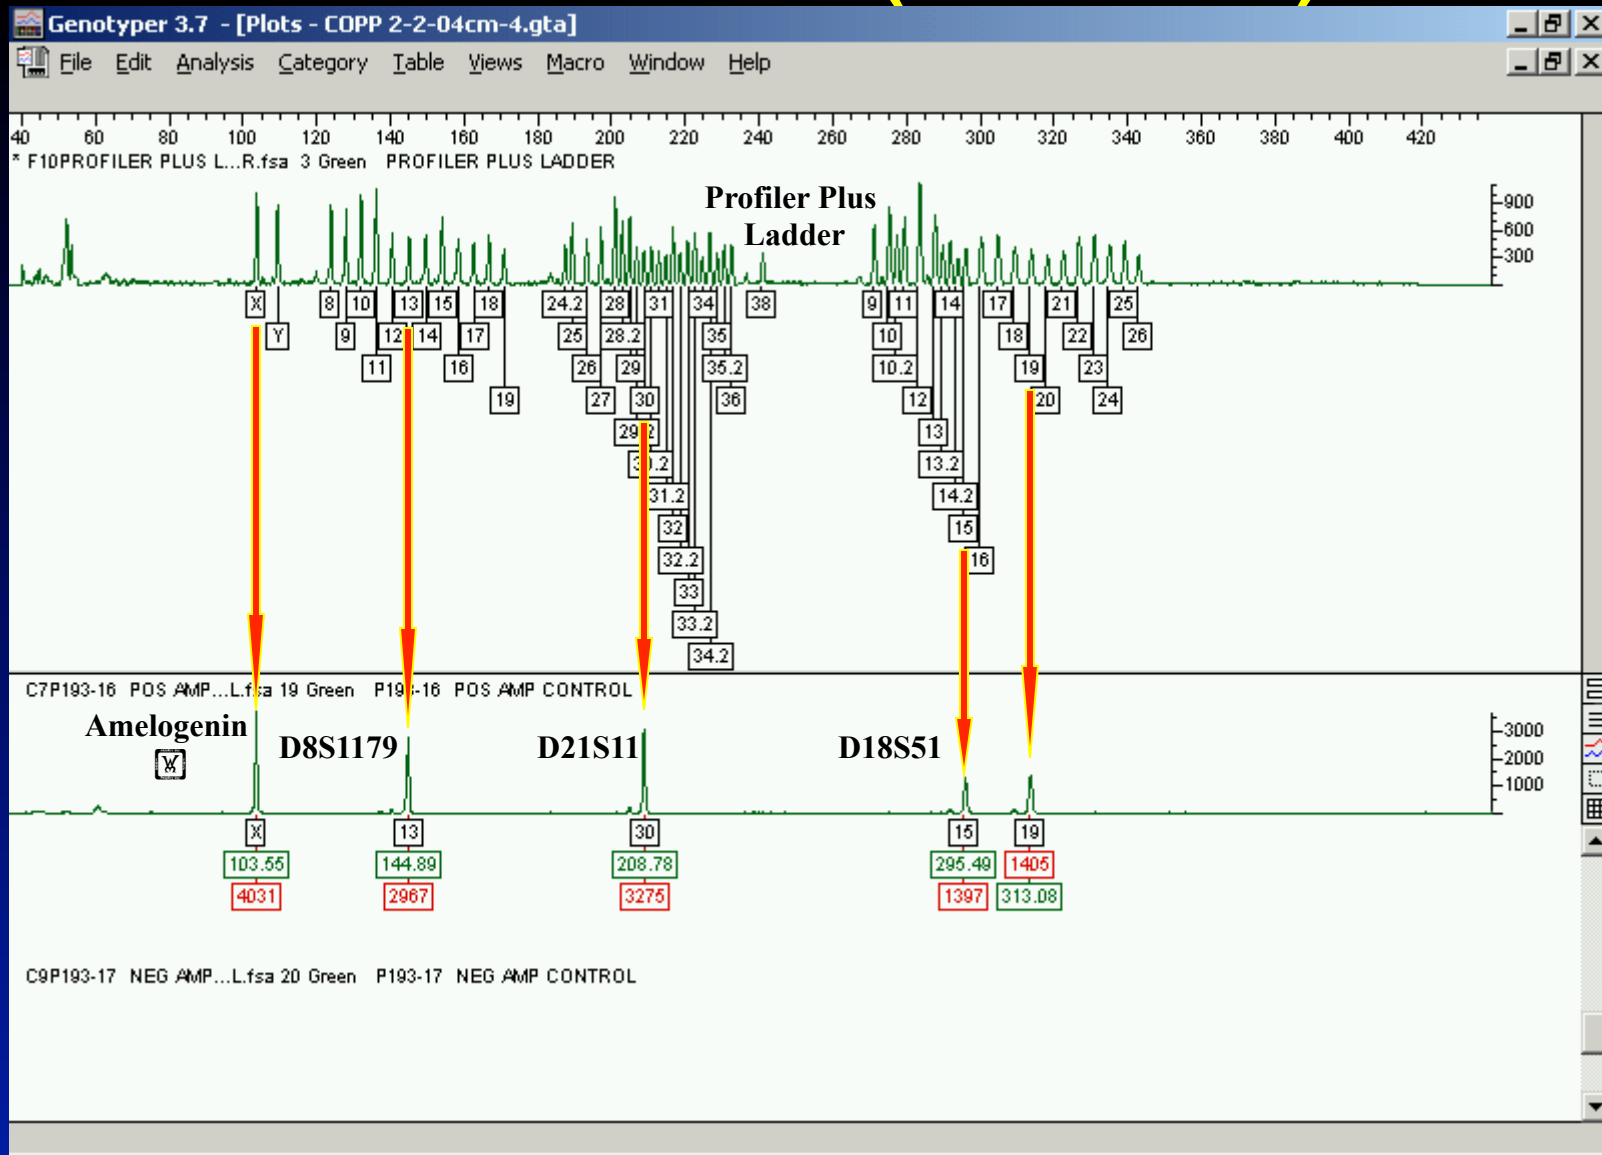 Genotyper 3.7 - [Plots - COPP 2-2-04cm-4.gta]
File Edit Analysis Category Table Views Macro Window Help
40 60 80 100 120 140 160 180 200 220 240 260 280 300 320 340 360 380 400 420
* F10PROFILER PLUS L...R.fsa 3 Green PROFILER PLUS LADDER
Profiler Plus
Ladder
900
600
300
X 8 10 13 15 18 24.2 28 31 34 38 9 11 14 17 21 25
Y 9 12 14 17 25 28.2 35 10 18 22 26
11 16 26 29 35.2 10.2 19 23
19 27 30 36 12 20 24
29.2 13
30.2 13.2
31.2 14.2
32 15
32.2 16
33
33.2
34.2
C7P193-16 POS AMP...L.fsa 19 Green P193-16 POS AMP CONTROL
Amelogenin
D8S1179 D21S11 D18S51
3000
2000
1000
X 13 30 15 19
103.55 144.89 208.78 295.49 1405
4031 2967 3275 1397 313.08
C9P193-17 NEG AMP...L.fsa 20 Green P193-17 NEG AMP CONTROL